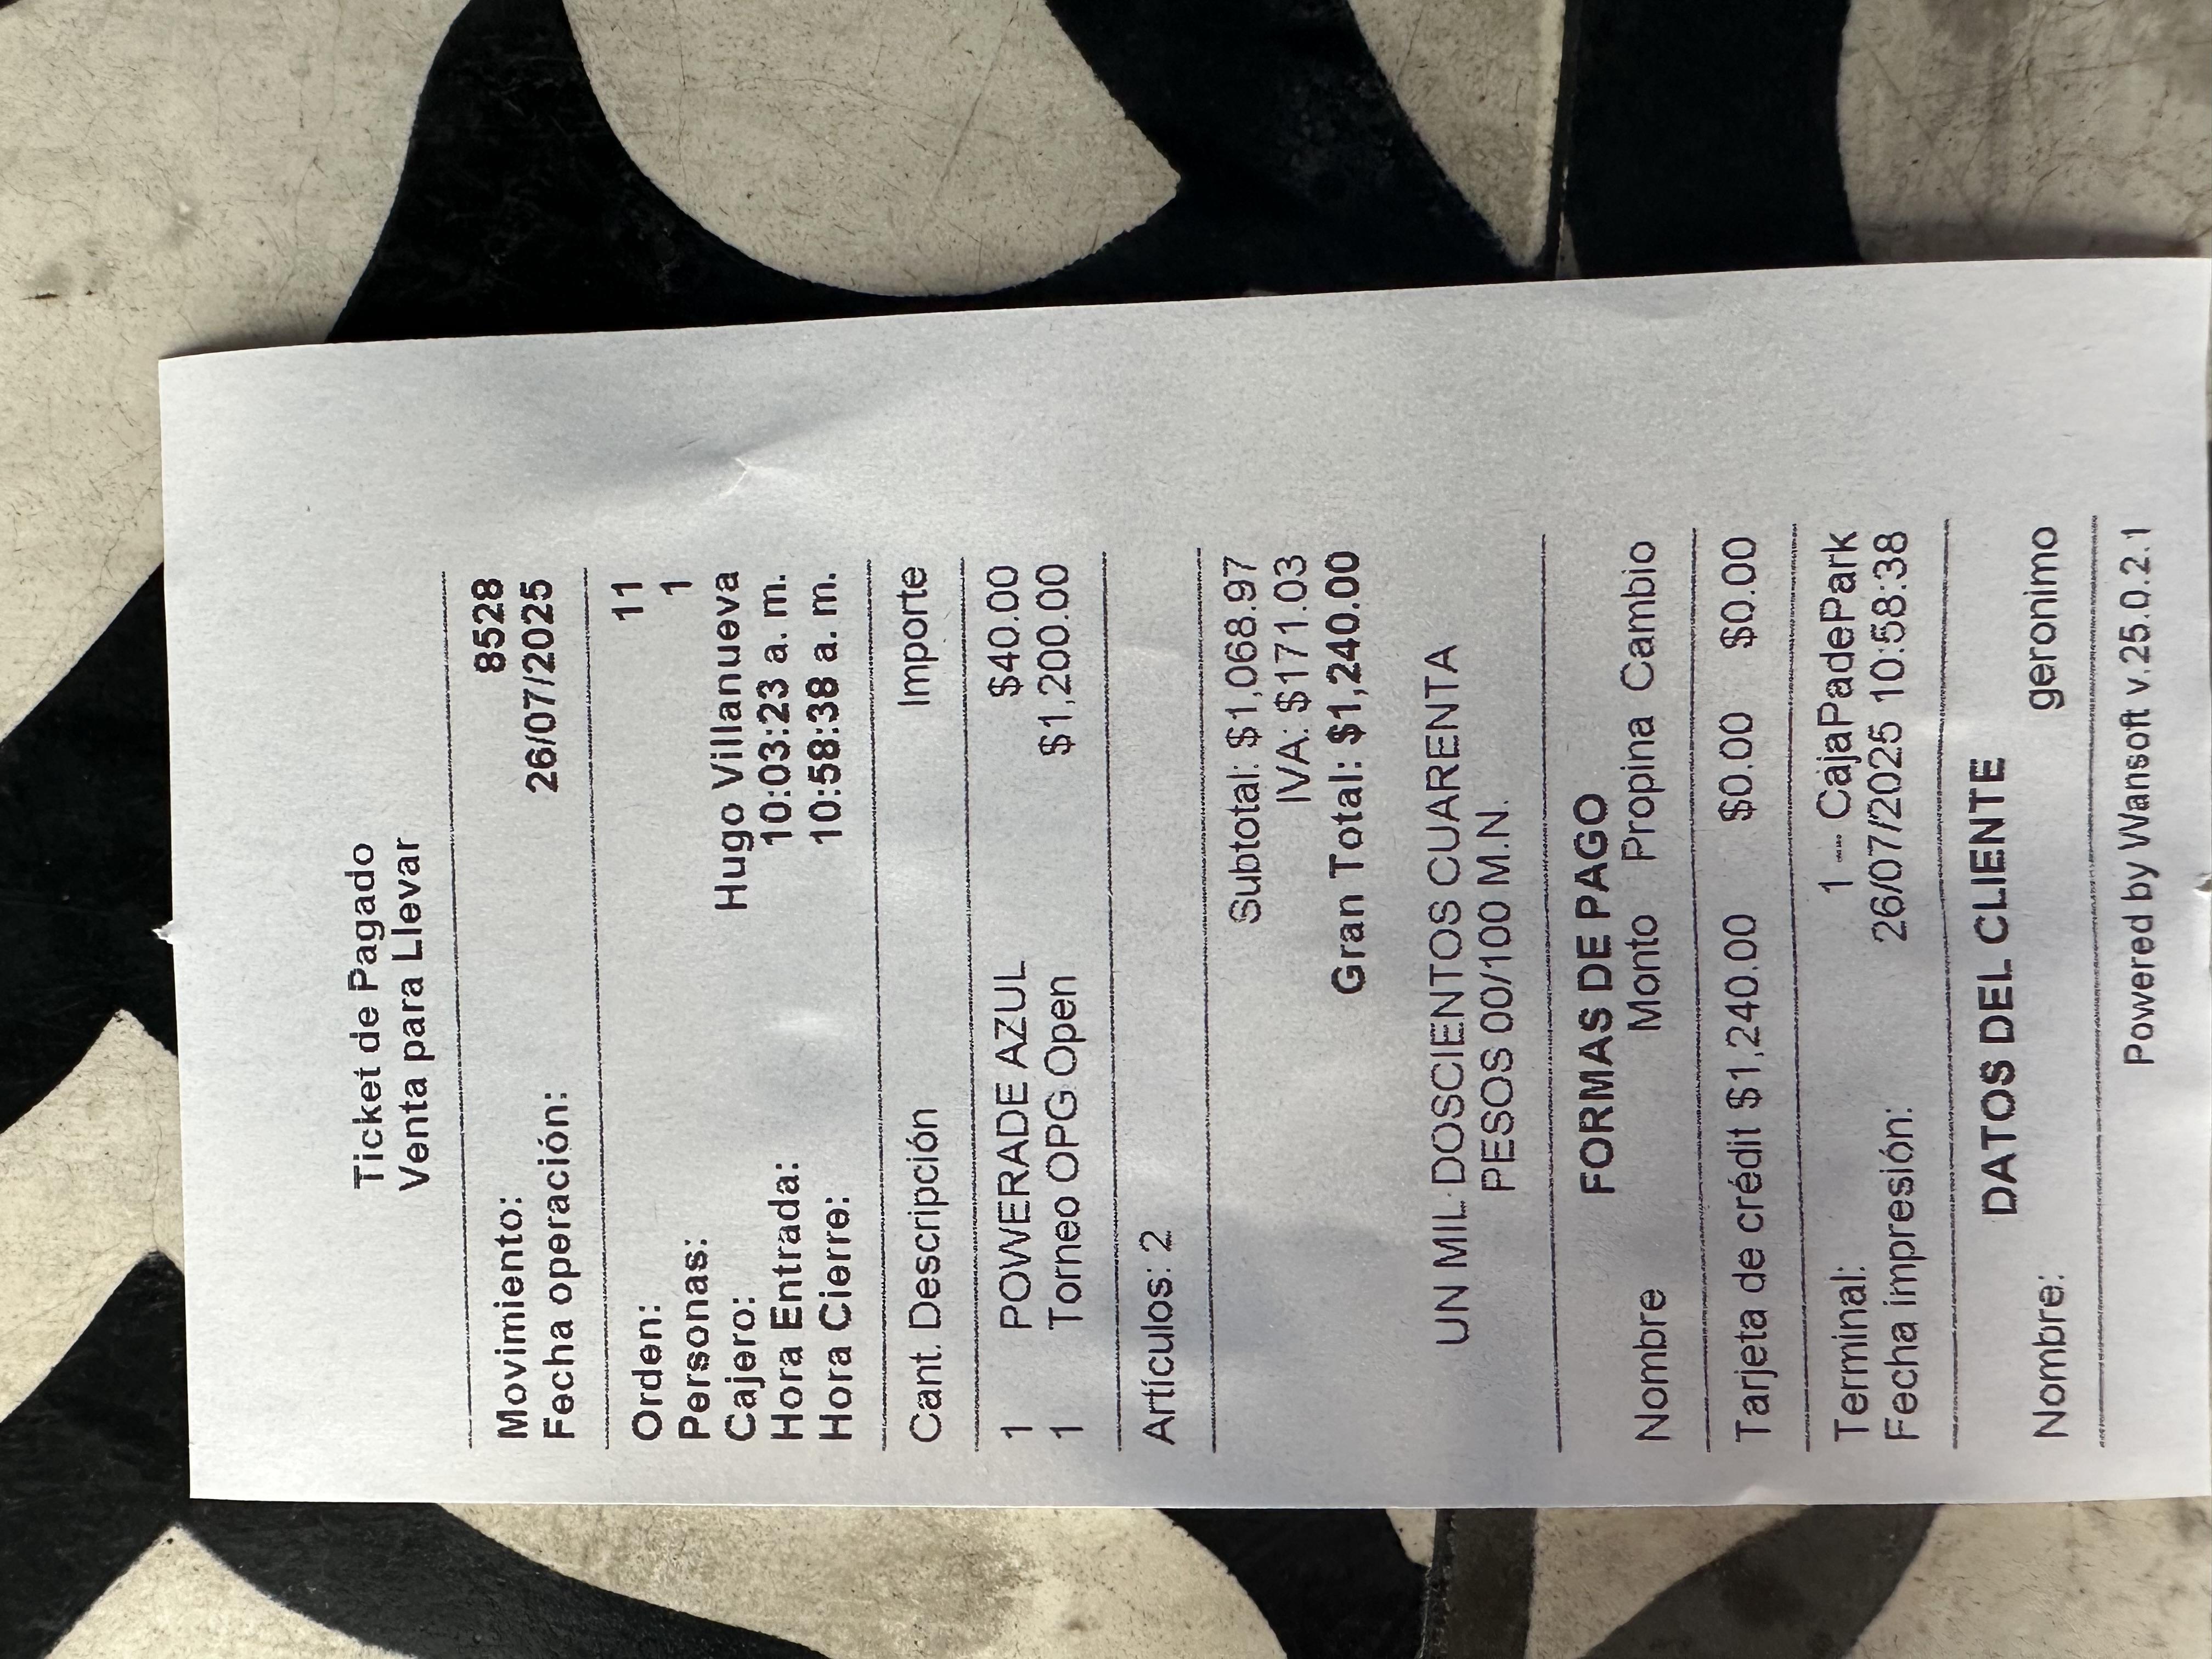 Ticket de Pagado
Venta para Llevar
Movimiento: 8528
Fecha operación: 26/07/2025
Orden: 11
Personas: 1
Cajero: Hugo Villanueva
Hora Entrada: 10:03:23 a. m.
Hora Cierre: 10:58:38 a. m.
Cant. Descripción Importe
1 POWERADE AZUL $40.00
1 Torneo OPG Open $1,200.00
Artículos: 2
Subtotal: $1,068.97
IVA: $171.03
Gran Total: $1,240.00
UN MIL DOSCIENTOS CUARENTA
PESOS 00/100 M.N.
FORMAS DE PAGO
Nombre Monto Propina Cambio
Tarjeta de crédit $1,240.00 $0.00 $0.00
Terminal: 1 --- CajaPadePark
Fecha impresión: 26/07/2025 10:58:38
DATOS DEL CLIENTE
Nombre: geronimo
Powered by Wansoft v.25.0.2.1